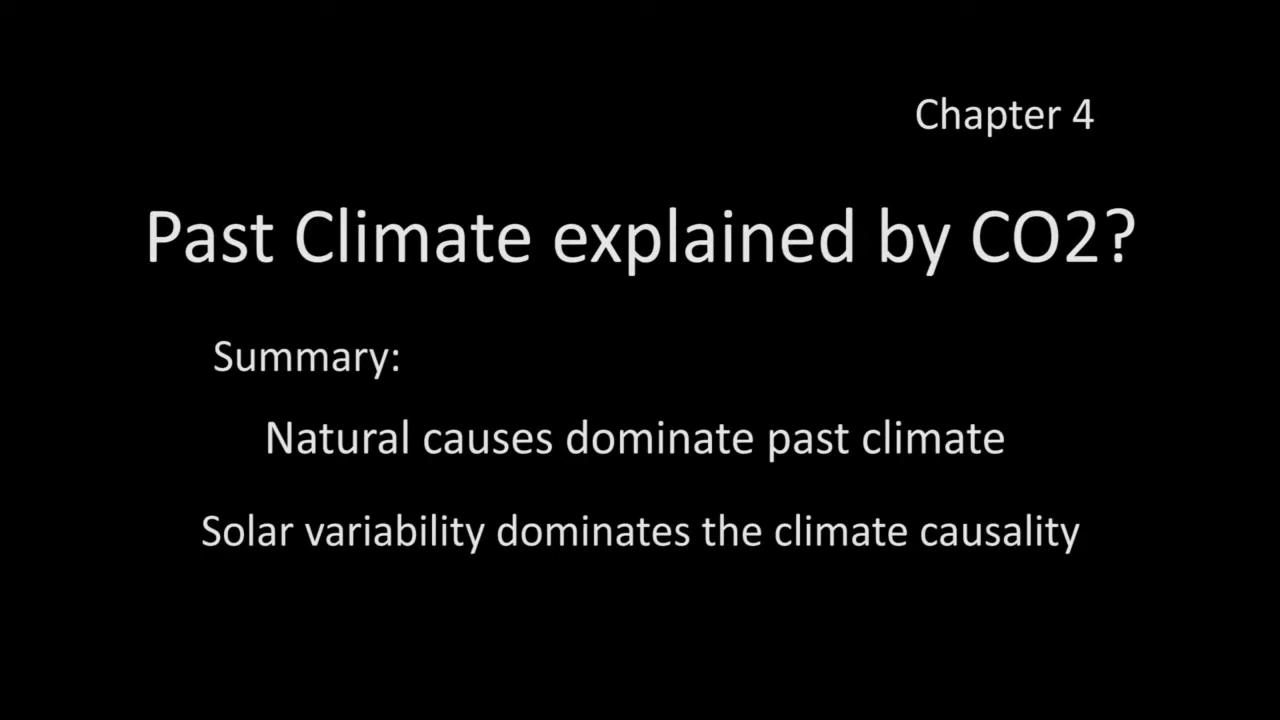 Chapter 4
Past Climate explained by CO2?
Summary:
Natural causes dominate past climate
Solar variability dominates the climate causality